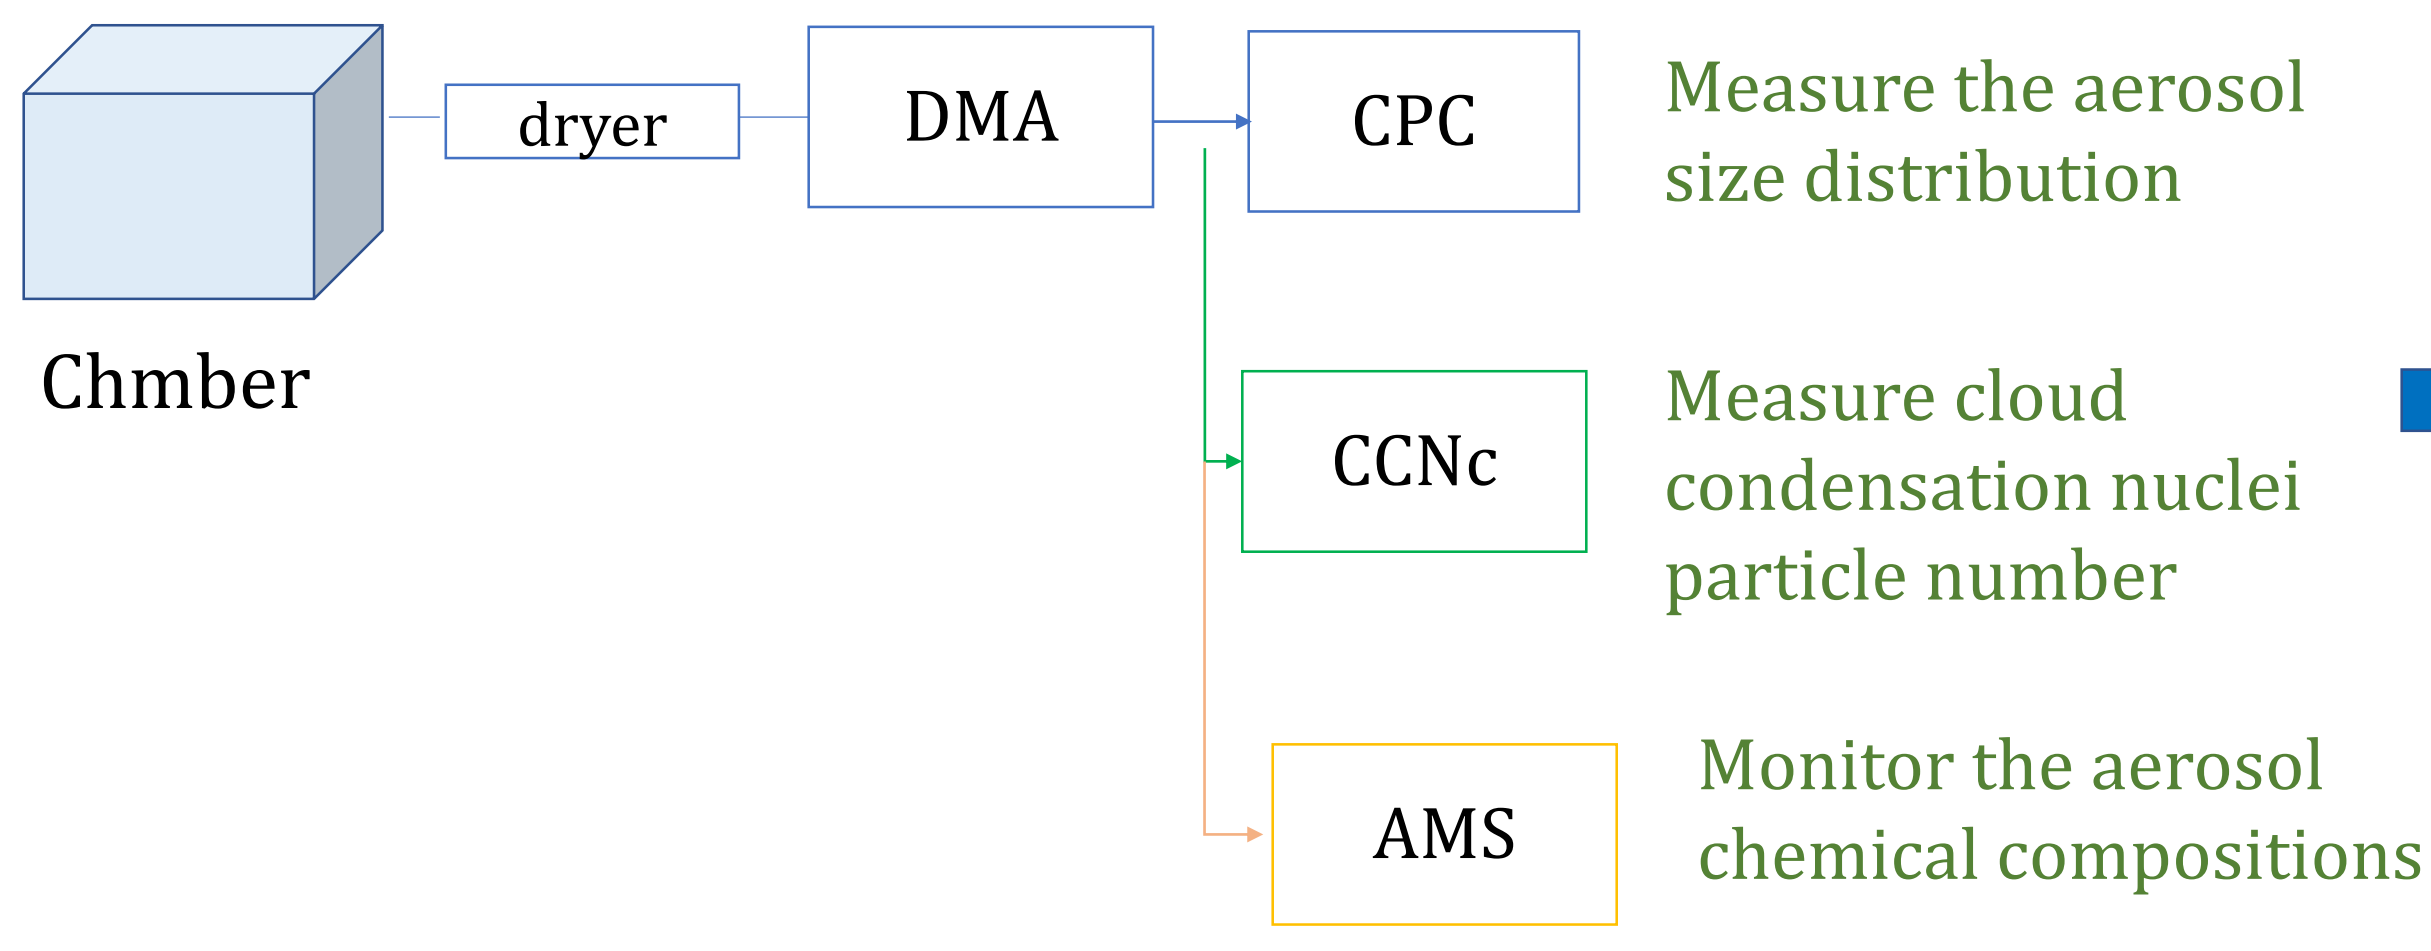 dryer
DMA
CPC
Measure the aerosol
size distribution
Chmber
CCNc
Measure cloud
condensation nuclei
particle number
AMS
Monitor the aerosol
chemical compositions